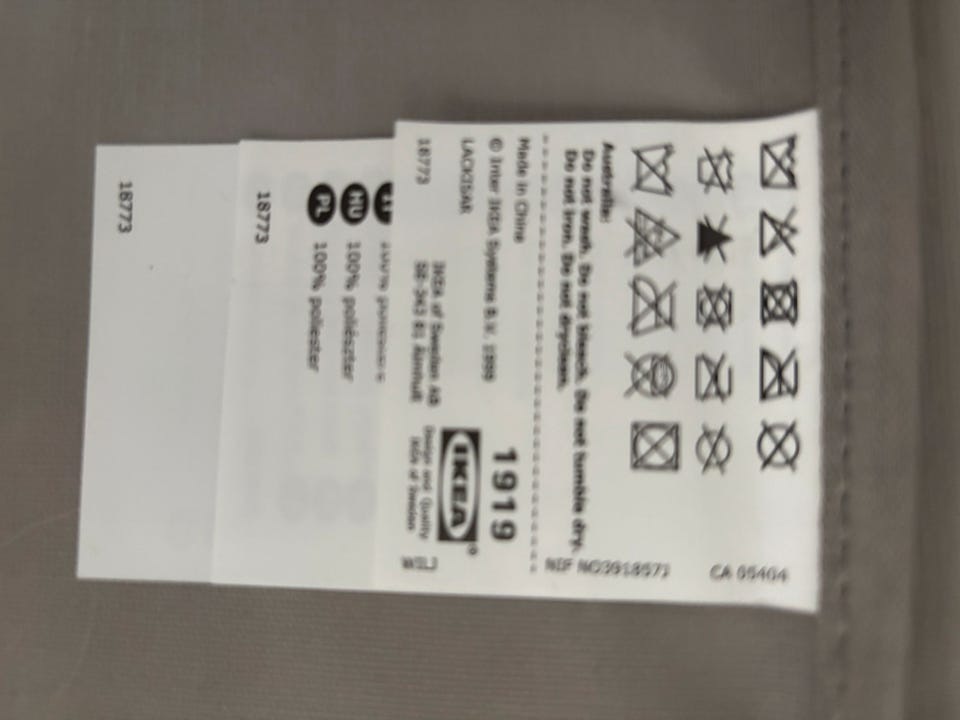 CA 05404
Australia:
Do not wash. Do not bleach. Do not tumble dry.
Do not iron. Do not dryclean.
Made in China
© Inter IKEA Systems B.V. 1999
1919
IKEA®
IKEA of Sweden AB
SE-343 81 Älmhult
Design and Quality
IKEA of Sweden
18773
HU 100% poliészter
PL 100% poliester
18773
18773